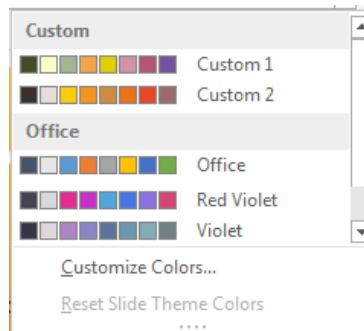 Custom
Custom 1
Custom 2
Office
Office
Red Violet
Violet
Customize Colors...
Reset Slide Theme Colors